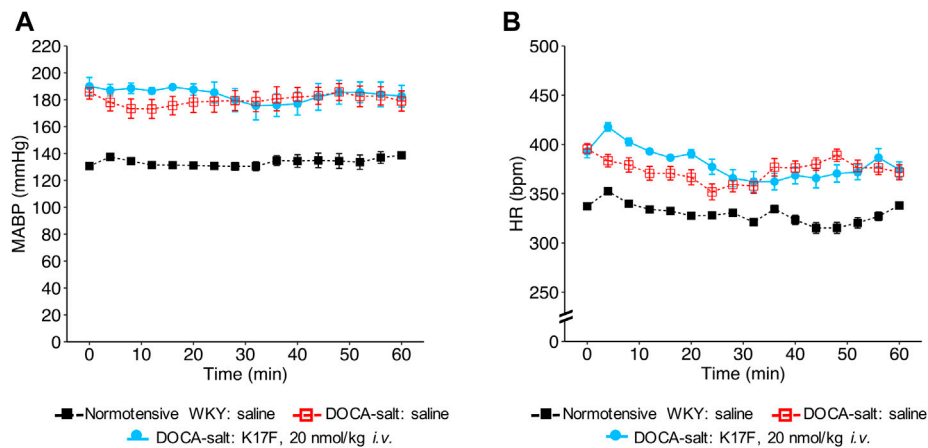 A
220
200
180
160
140
120
100
80
60
40
20
0
MABP (mmHg)
0 10 20 30 40 50 60
Time (min)
B
500
450
400
350
300
250
0
HR (bpm)
0 10 20 30 40 50 60
Time (min)
Normotensive WKY: saline DOCA-salt: saline
DOCA-salt: K17F, 20 nmol/kg i.v.
Normotensive WKY: saline DOCA-salt: saline
DOCA-salt: K17F, 20 nmol/kg i.v.